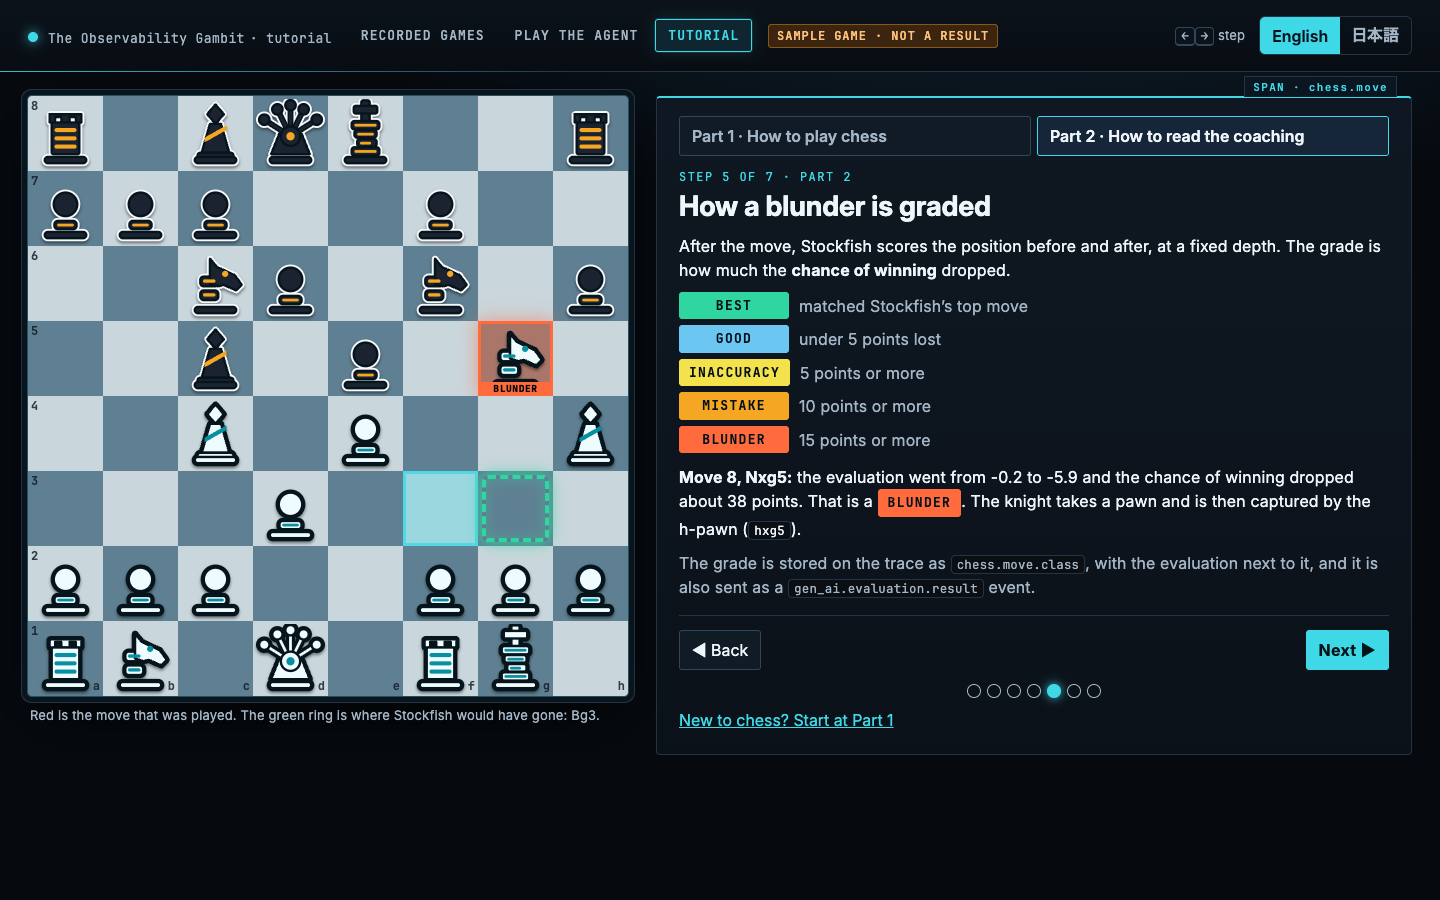 The Observability Gambit · tutorial
RECORDED GAMES
PLAY THE AGENT
TUTORIAL
SAMPLE GAME · NOT A RESULT
← → step
English
日本語
SPAN · chess.move
8
7
6
5
4
3
2
1
a
b
c
d
e
f
g
h
BLUNDER
Red is the move that was played. The green ring is where Stockfish would have gone: Bg3.
Part 1 · How to play chess
Part 2 · How to read the coaching
STEP 5 OF 7 · PART 2
How a blunder is graded
After the move, Stockfish scores the position before and after, at a fixed depth. The grade is
how much the chance of winning dropped.
BEST matched Stockfish’s top move
GOOD under 5 points lost
INACCURACY 5 points or more
MISTAKE 10 points or more
BLUNDER 15 points or more
Move 8, Nxg5: the evaluation went from -0.2 to -5.9 and the chance of winning dropped
about 38 points. That is a BLUNDER. The knight takes a pawn and is then captured by the
h-pawn (hxg5).
The grade is stored on the trace as chess.move.class, with the evaluation next to it, and it is
also sent as a gen_ai.evaluation.result event.
◀ Back
Next ▶
New to chess? Start at Part 1